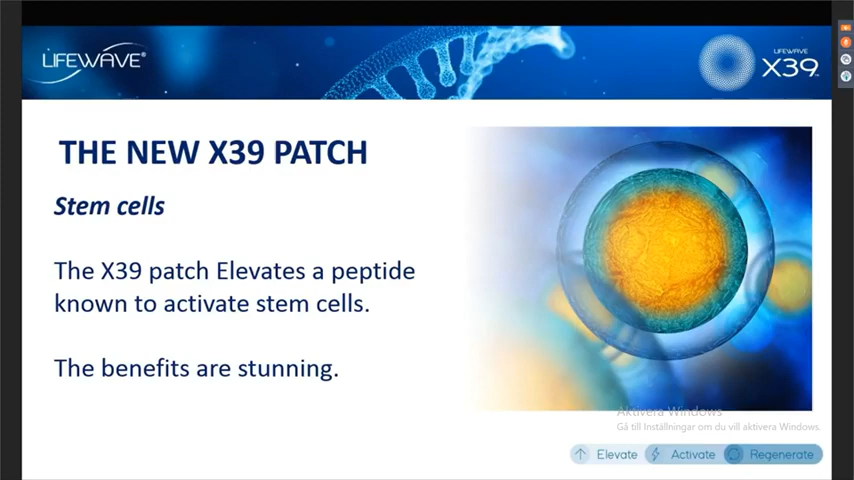 LIFEWAVE®
LIFEWAVE
X39™
THE NEW X39 PATCH
Stem cells
The X39 patch Elevates a peptide
known to activate stem cells.
The benefits are stunning.
Aktivera Windows
Gå till Inställningar om du vill aktivera Windows.
Elevate Activate Regenerate